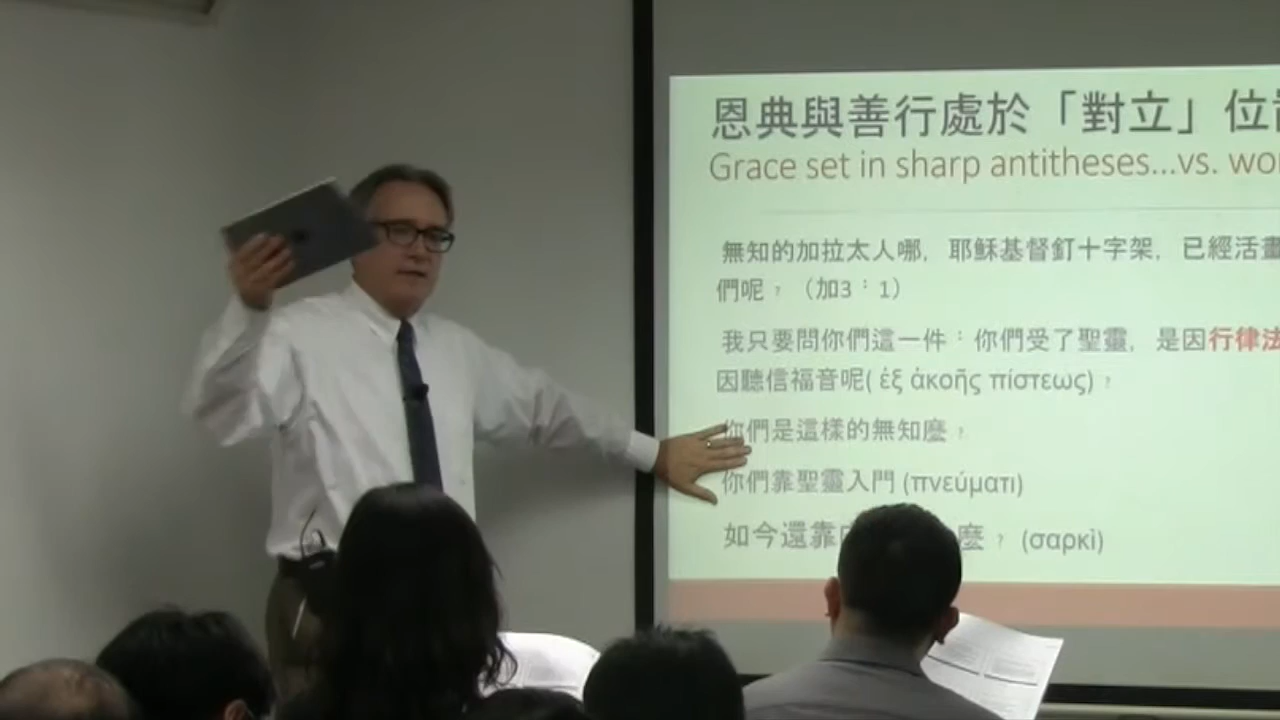 恩典與善行處於「對立」位
Grace set in sharp antitheses...vs.
無知的加拉太人哪，耶穌基督釘十字架，已經活畫
們呢？（加3：1）
我只要問你們這一件：你們受了聖靈，是因行律法
因聽信福音呢( ἐξ ἀκοῆς πίστεως)？
你們是這樣的無知麼？
你們靠聖靈入門 (πνεύματι)
如今還靠 麼？ (σαρκὶ)